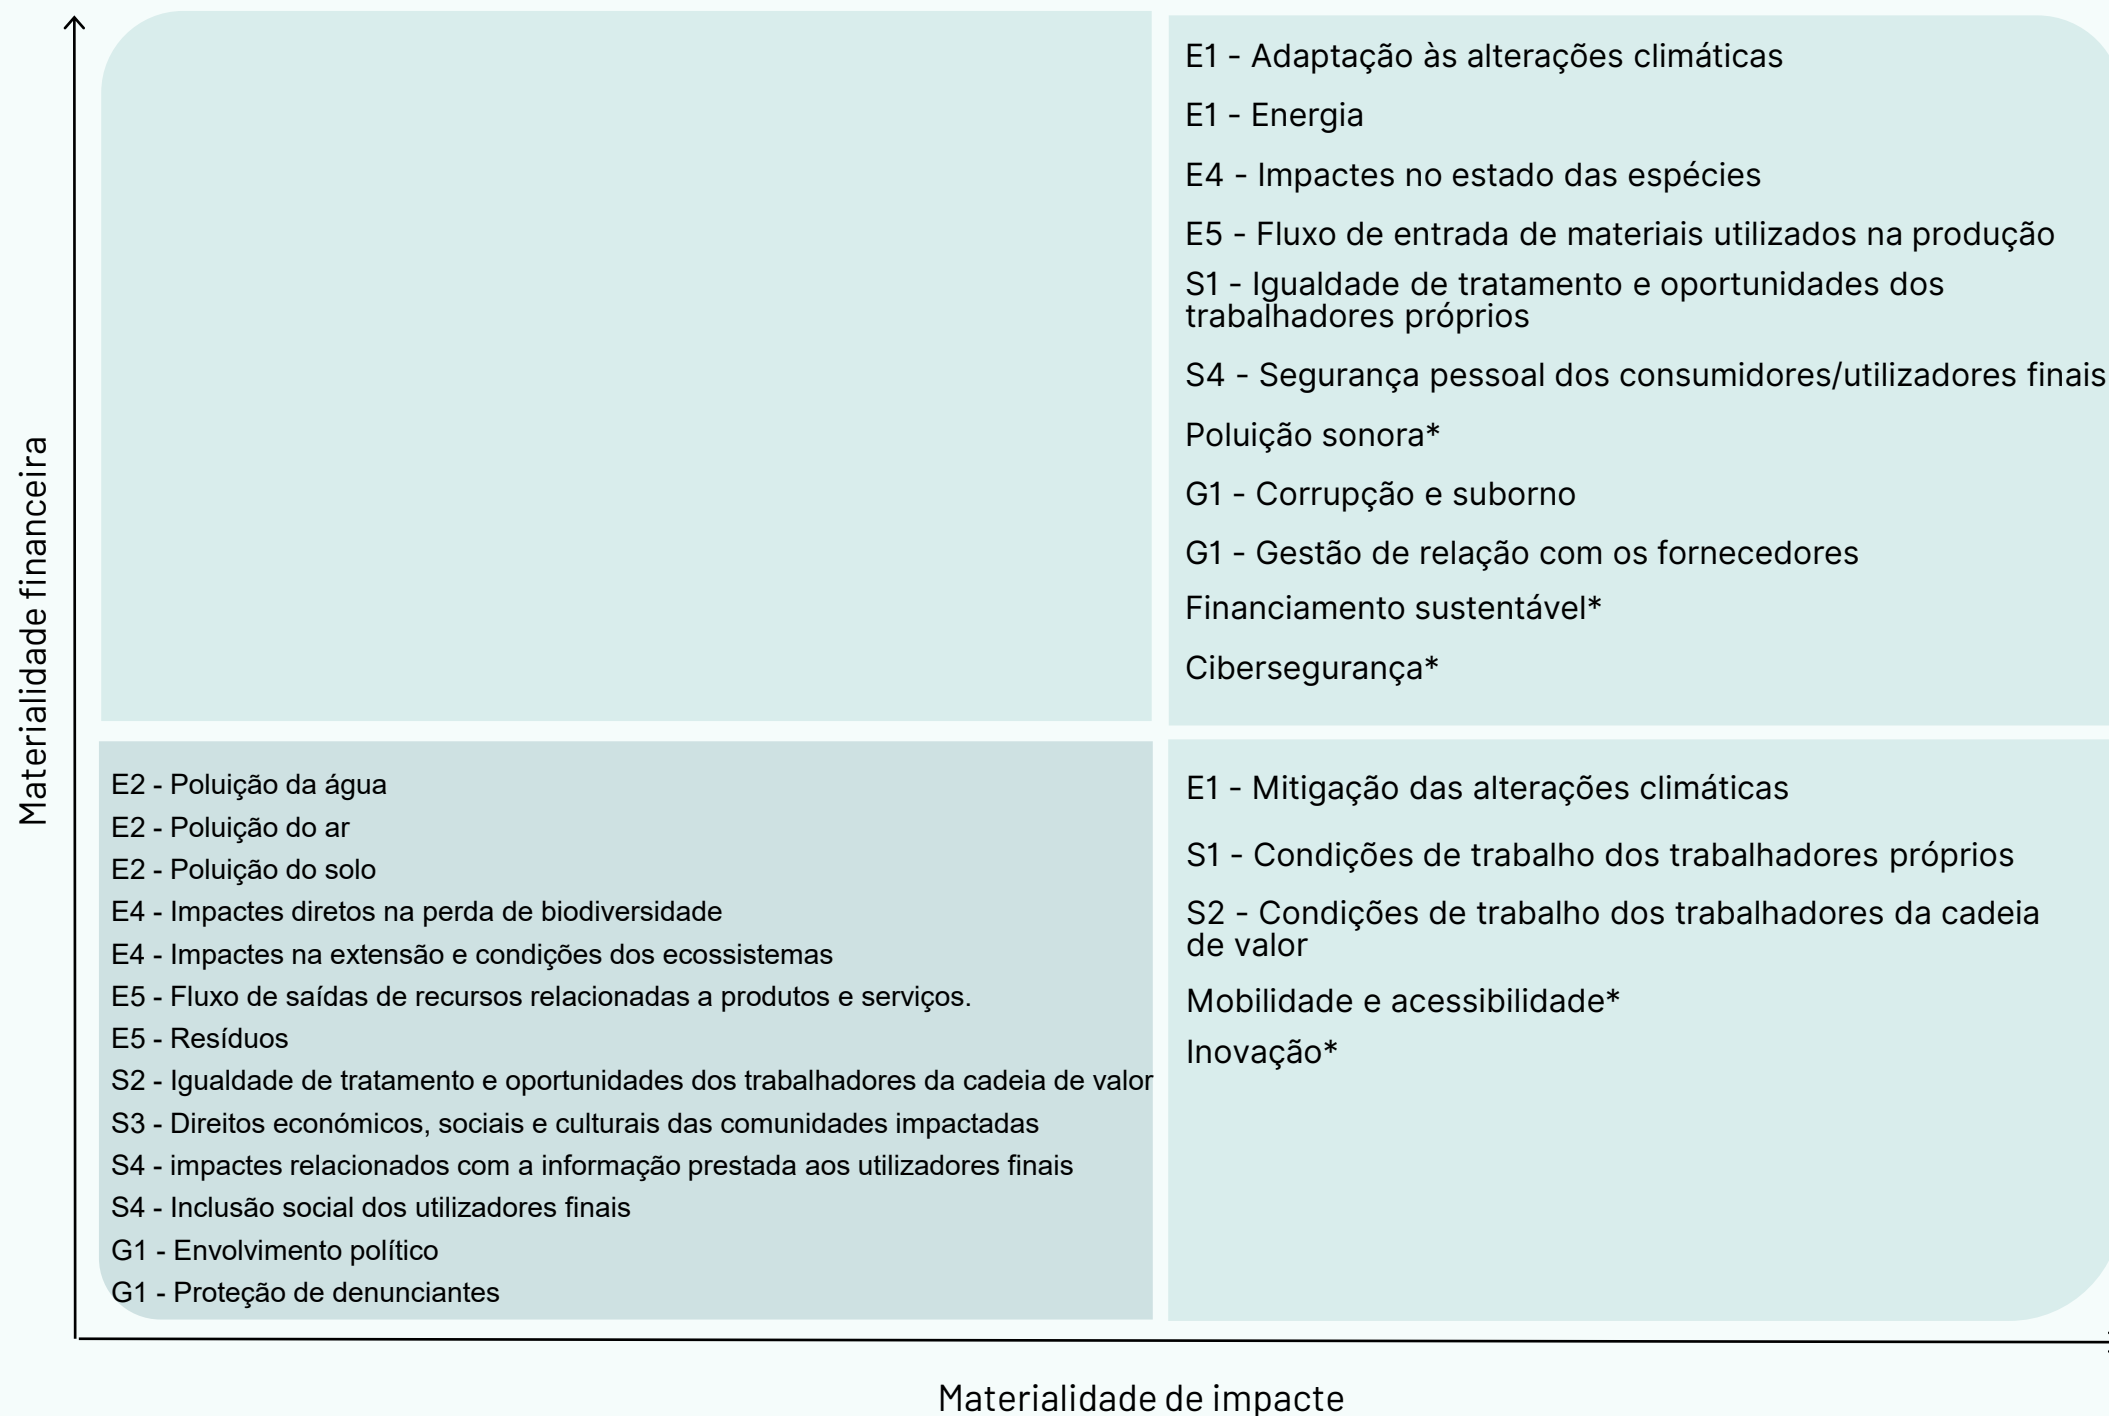 Materialidade financeira
E1 - Adaptação às alterações climáticas
E1 - Energia
E4 - Impactes no estado das espécies
E5 - Fluxo de entrada de materiais utilizados na produção
S1 - Igualdade de tratamento e oportunidades dos
trabalhadores próprios
S4 - Segurança pessoal dos consumidores/utilizadores finais
Poluição sonora*
G1 - Corrupção e suborno
G1 - Gestão de relação com os fornecedores
Financiamento sustentável*
Cibersegurança*
E2 - Poluição da água
E2 - Poluição do ar
E2 - Poluição do solo
E4 - Impactes diretos na perda de biodiversidade
E4 - Impactes na extensão e condições dos ecossistemas
E5 - Fluxo de saídas de recursos relacionadas a produtos e serviços.
E5 - Resíduos
S2 - Igualdade de tratamento e oportunidades dos trabalhadores da cadeia de valor
S3 - Direitos económicos, sociais e culturais das comunidades impactadas
S4 - impactes relacionados com a informação prestada aos utilizadores finais
S4 - Inclusão social dos utilizadores finais
G1 - Envolvimento político
G1 - Proteção de denunciantes
E1 - Mitigação das alterações climáticas
S1 - Condições de trabalho dos trabalhadores próprios
S2 - Condições de trabalho dos trabalhadores da cadeia
de valor
Mobilidade e acessibilidade*
Inovação*
Materialidade de impacte